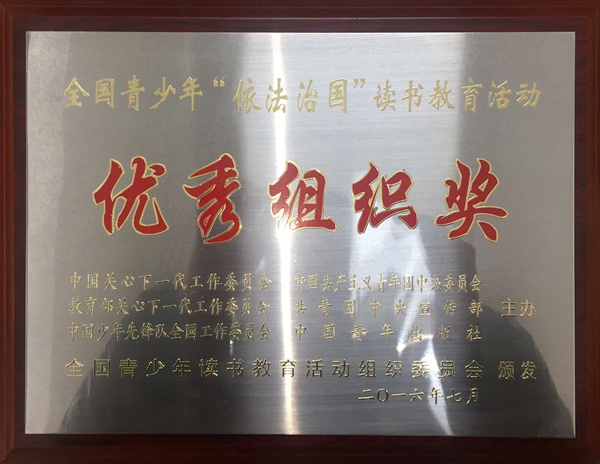 全国青少年“依法治国”读书教育活动
优秀组织奖
中国关心下一代工作委员会 中国共产主义青年团中央委员会
教育部关心下一代工作委员会 共青团中央宣传部 主办
中国少年先锋队全国工作委员会 中国青年出版社
全国青少年读书教育活动组织委员会 颁发
二〇一六年七月